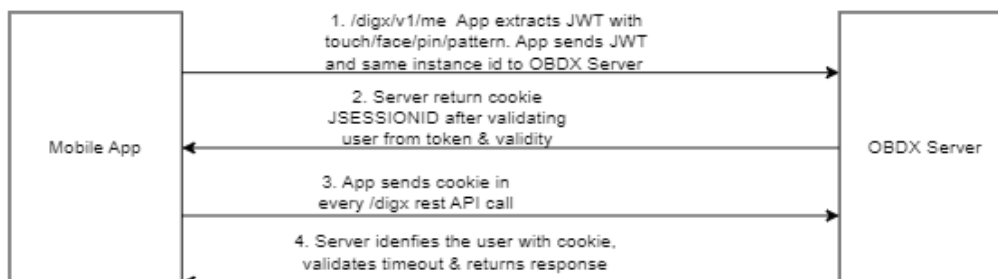 1. /digx/v1/me App extracts JWT with
touch/face/pin/pattern. App sends JWT
and same instance id to OBDX Server
2. Server return cookie
JSESSIONID after validating
user from token & validity
Mobile App
OBDX Server
3. App sends cookie in
every /digx rest API call
4. Server idenfies the user with cookie,
validates timeout & returns response